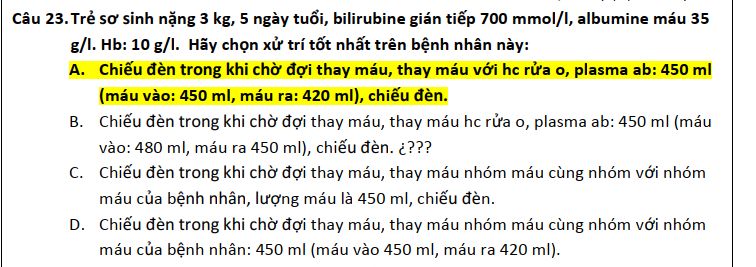 Câu 23. Trẻ sơ sinh nặng 3 kg, 5 ngày tuổi, bilirubine gián tiếp 700 mmol/l, albumine máu 35
g/l. Hb: 10 g/l. Hãy chọn xử trí tốt nhất trên bệnh nhân này:
A. Chiếu đèn trong khi chờ đợi thay máu, thay máu với hc rửa o, plasma ab: 450 ml
(máu vào: 450 ml, máu ra: 420 ml), chiếu đèn.
B. Chiếu đèn trong khi chờ đợi thay máu, thay máu hc rửa o, plasma ab: 450 ml (máu
vào: 480 ml, máu ra 450 ml), chiếu đèn. ¿???
C. Chiếu đèn trong khi chờ đợi thay máu, thay máu nhóm máu cùng nhóm với nhóm
máu của bệnh nhân, lượng máu là 450 ml, chiếu đèn.
D. Chiếu đèn trong khi chờ đợi thay máu, thay máu nhóm máu cùng nhóm với nhóm
máu của bệnh nhân: 450 ml (máu vào 450 ml, máu ra 420 ml).